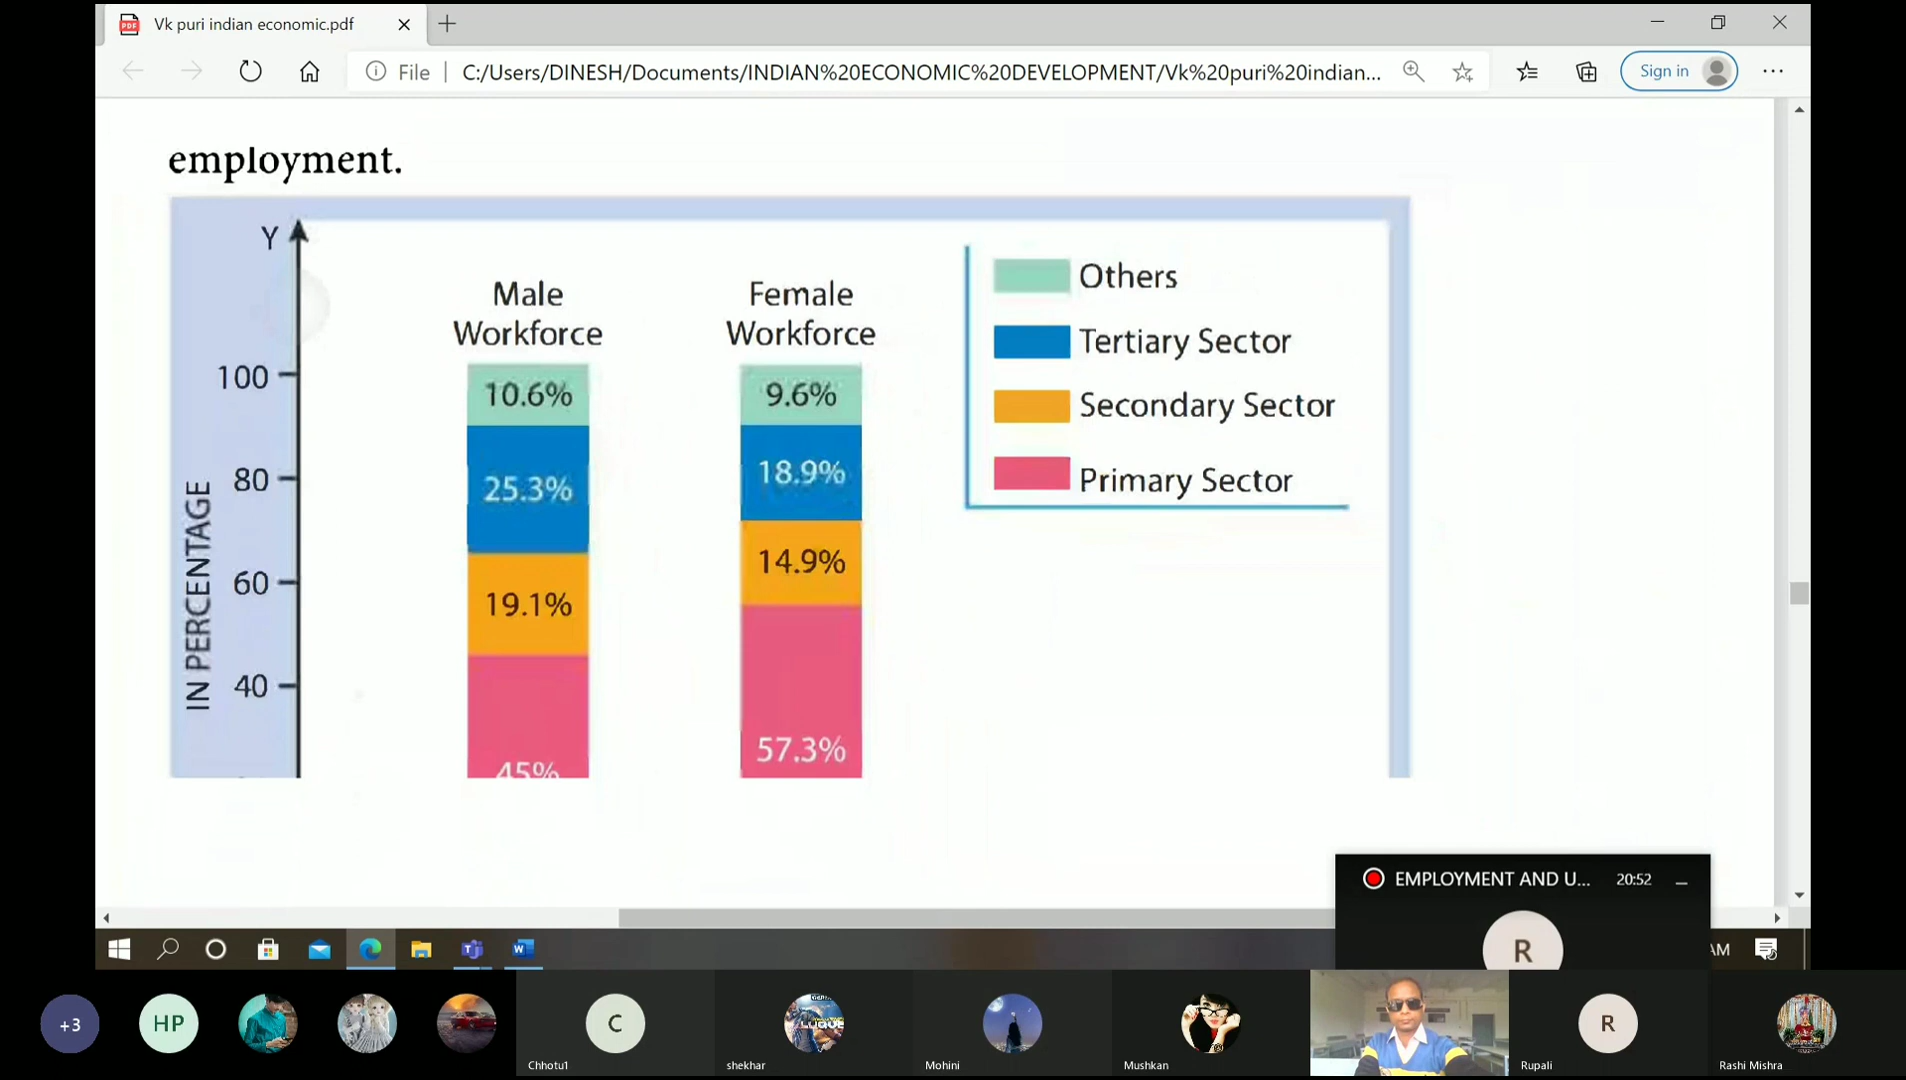 Vk puri indian economic.pdf
File
C:/Users/DINESH/Documents/INDIAN%20ECONOMIC%20DEVELOPMENT/Vk%20puri%20indian...
Sign in
employment.
Y
Male
Workforce
Female
Workforce
Others
Tertiary Sector
Secondary Sector
Primary Sector
100
80
60
40
IN PERCENTAGE
10.6%
25.3%
19.1%
45%
9.6%
18.9%
14.9%
57.3%
EMPLOYMENT AND U...
20:52
R
AM
+3
HP
C
R
Chhotu1
shekhar
Mohini
Mushkan
Rupali
Rashi Mishra